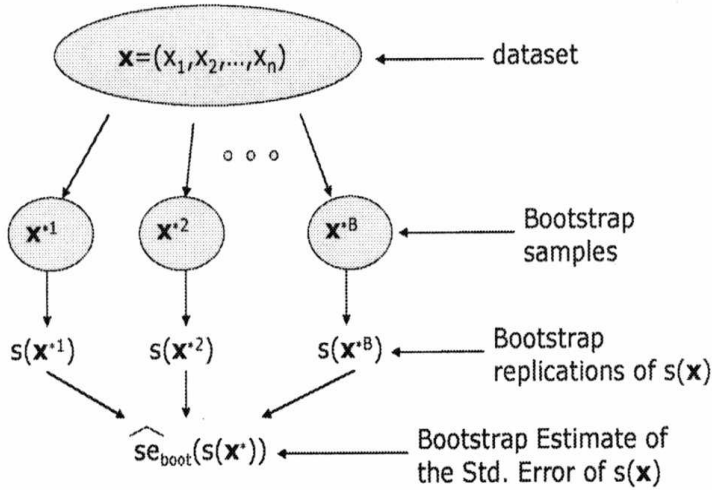 x=(x₁,x₂,...,xₙ)
dataset
x*¹
x*²
x*ᴮ
Bootstrap
samples
s(x*¹)
s(x*²)
s(x*ᴮ)
Bootstrap
replications of s(x)
ŝe_boot(s(x*))
Bootstrap Estimate of
the Std. Error of s(x)